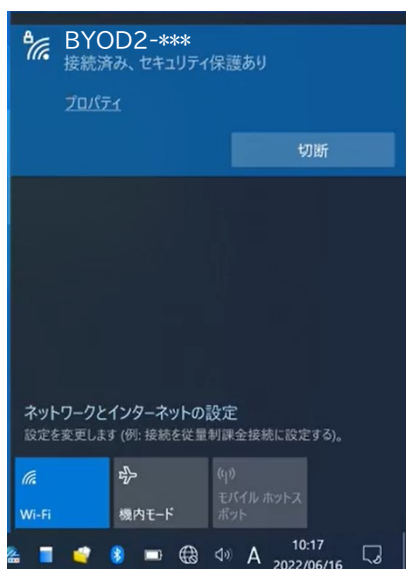 BYOD2-***
接続済み、セキュリティ保護あり
プロパティ
切断
ネットワークとインターネットの設定
設定を変更します (例: 接続を従量制課金接続に設定する)。
Wi-Fi
機内モード
モバイル ホットス
ポット
A
10:17
2022/06/16